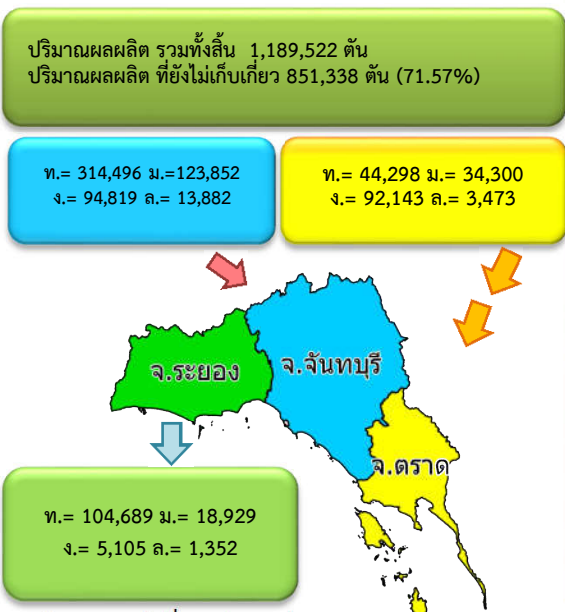 ปริมาณผลผลิต รวมทั้งสิ้น 1,189,522 ตัน
ปริมาณผลผลิต ที่ยังไม่เก็บเกี่ยว 851,338 ตัน (71.57%)
ท.= 314,496 ม.=123,852
ง.= 94,819 ล.= 13,882
ท.= 44,298 ม.= 34,300
ง.= 92,143 ล.= 3,473
จ.ระยอง
จ.จันทบุรี
จ.ตราด
ท.= 104,689 ม.= 18,929
ง.= 5,105 ล.= 1,352